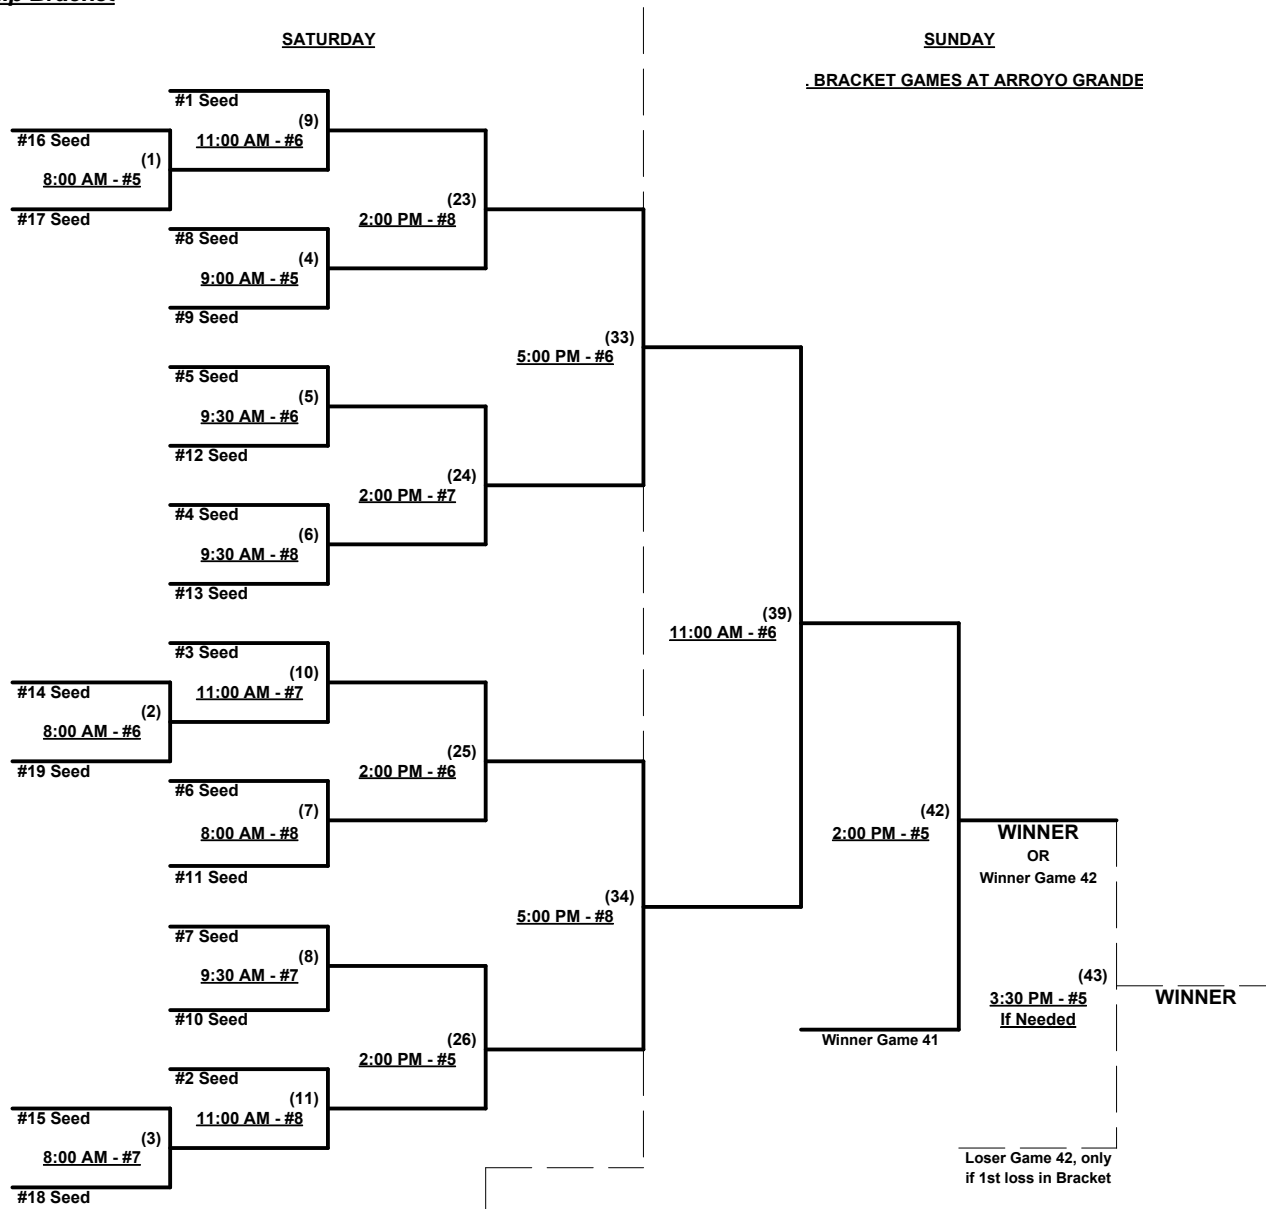 SATURDAY
SUNDAY
BRACKET GAMES AT ARROYO GRANDE
#1 Seed
(9)
11:00 AM - #6
#16 Seed
(1)
8:00 AM - #5
#17 Seed
(23)
2:00 PM - #8
#8 Seed
(4)
9:00 AM - #5
#9 Seed
(33)
5:00 PM - #6
#5 Seed
(5)
9:30 AM - #6
#12 Seed
(24)
2:00 PM - #7
#4 Seed
(6)
9:30 AM - #8
#13 Seed
(39)
11:00 AM - #6
#3 Seed
(10)
11:00 AM - #7
#14 Seed
(2)
8:00 AM - #6
#19 Seed
(25)
2:00 PM - #6
#6 Seed
(7)
8:00 AM - #8
#11 Seed
(42)
2:00 PM - #5
WINNER
OR
Winner Game 42
(34)
5:00 PM - #8
#7 Seed
(8)
9:30 AM - #7
#10 Seed
(43)
3:30 PM - #5
If Needed
WINNER
Winner Game 41
(26)
2:00 PM - #5
#2 Seed
(11)
11:00 AM - #8
#15 Seed
(3)
8:00 AM - #7
#18 Seed
Loser Game 42, only
if 1st loss in Bracket